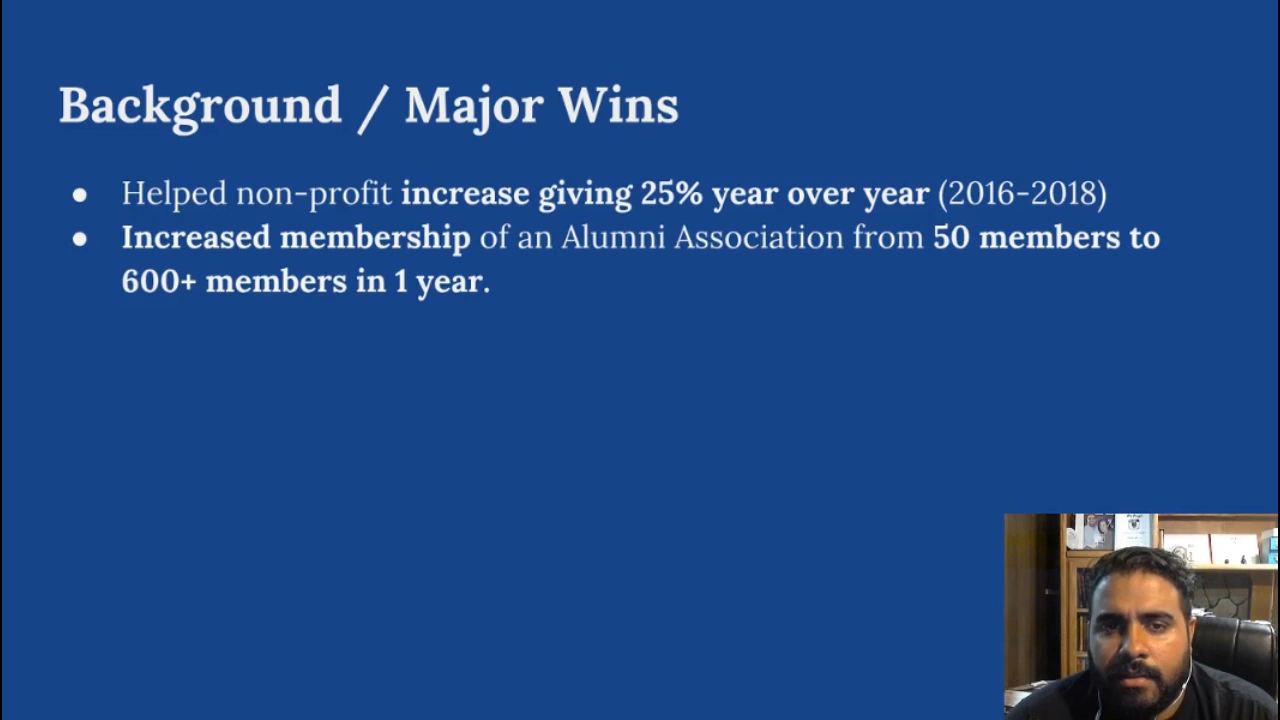 Background / Major Wins
● Helped non-profit increase giving 25% year over year (2016-2018)
● Increased membership of an Alumni Association from 50 members to
600+ members in 1 year.